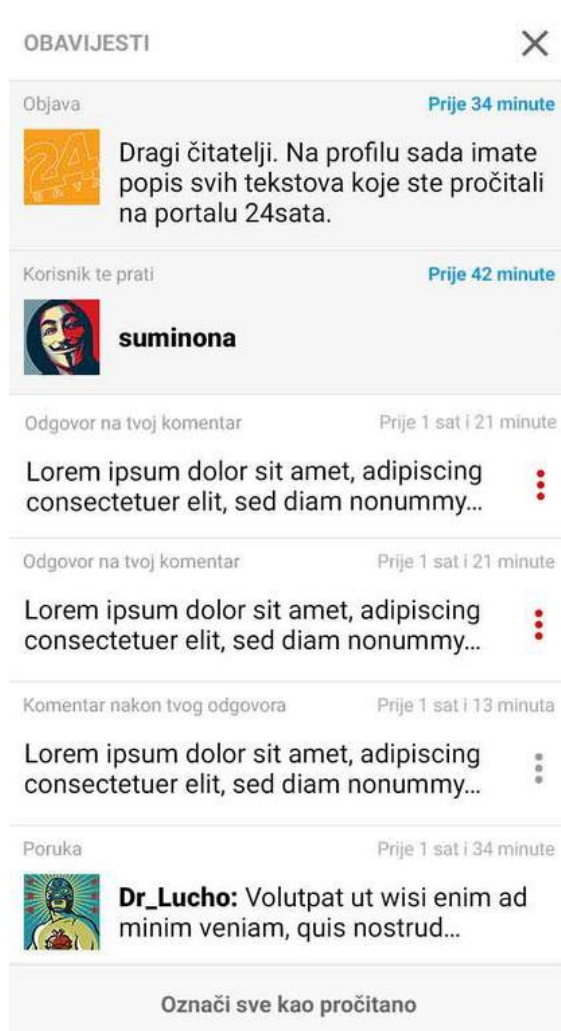 OBAVIJESTI
Objava
Prije 34 minute
24
Dragi čitatelji. Na profilu sada imate
popis svih tekstova koje ste pročitali
na portalu 24sata.
Korisnik te prati
Prije 42 minute
suminona
Odgovor na tvoj komentar
Prije 1 sat i 21 minute
Lorem ipsum dolor sit amet, adipiscing
consectetuer elit, sed diam nonummy...
Odgovor na tvoj komentar
Prije 1 sat i 21 minute
Lorem ipsum dolor sit amet, adipiscing
consectetuer elit, sed diam nonummy...
Komentar nakon tvog odgovora
Prije 1 sat i 13 minuta
Lorem ipsum dolor sit amet, adipiscing
consectetuer elit, sed diam nonummy...
Poruka
Prije 1 sat i 34 minute
Dr_Lucho: Volutpat ut wisi enim ad
minim veniam, quis nostrud...
Označi sve kao pročitano